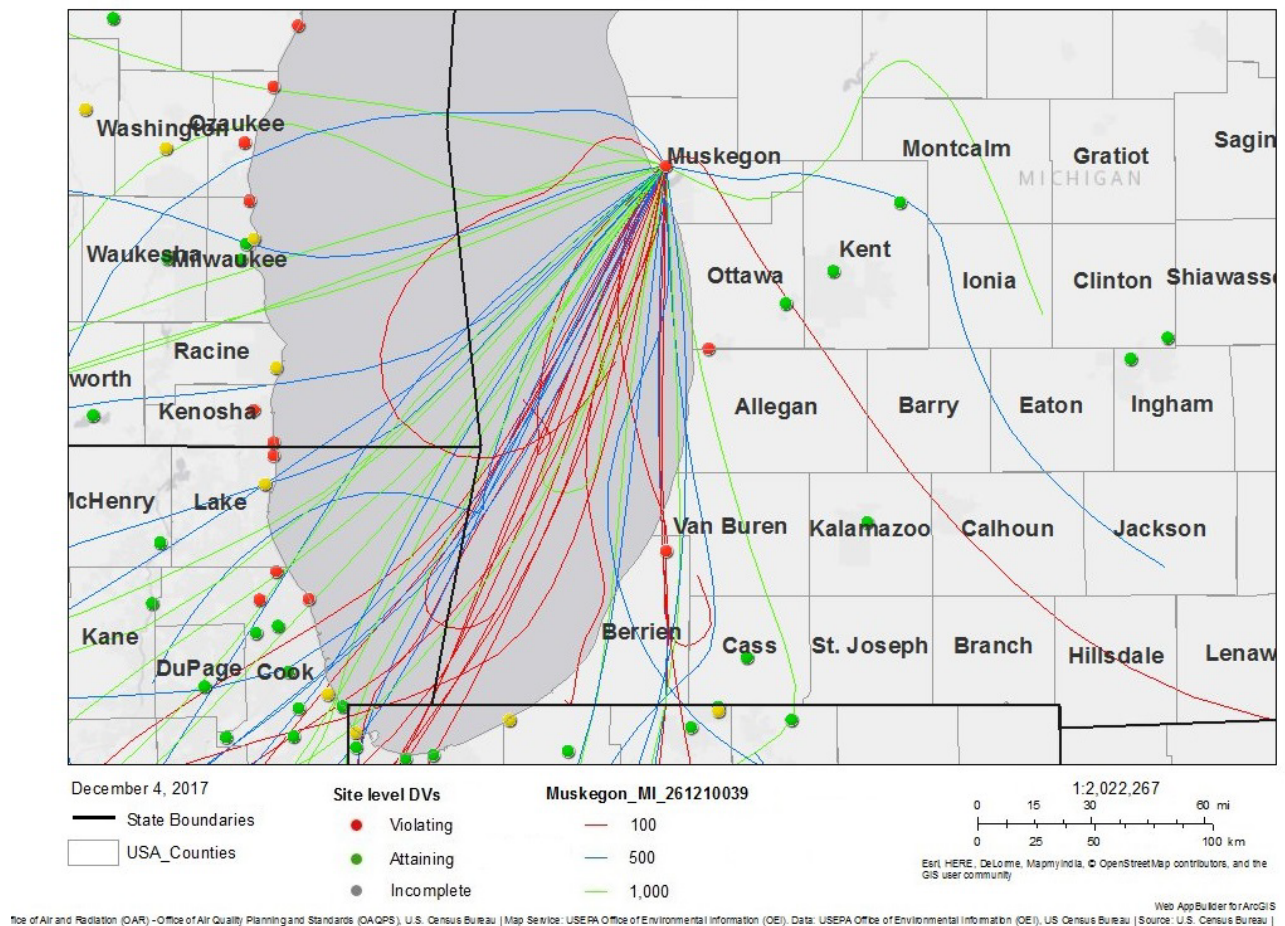 Washington
Ozaukee
Muskegon
Montcalm
Gratiot
Sagin
MICHIGAN
Waukesha
Milwaukee
Ottawa
Kent
Ionia
Clinton
Shiawasse
Racine
worth
Kenosha
Allegan
Barry
Eaton
Ingham
McHenry
Lake
Van Buren
Kalamazoo
Calhoun
Jackson
Kane
DuPage
Cook
Berrien
Cass
St. Joseph
Branch
Hillsdale
Lenaw
December 4, 2017
State Boundaries
USA_Counties
Site level DVs
Violating
Attaining
Incomplete
Muskegon_MI_261210039
100
500
1,000
1:2,022,267
0 15 30 60 mi
0 25 50 100 km
Esri, HERE, DeLorme, MapmyIndia, © OpenStreetMap contributors, and the
GIS user community
Web AppBuilder for ArcGIS
fice of Air and Radiation (OAR) - Office of Air Quality Planning and Standards (OAQPS), U.S. Census Bureau | Map Service: USEPA Office of Environmental Information (OEI). Data: USEPA Office of Environmental Information (OEI), US Census Bureau | Source: U.S. Census Bureau |